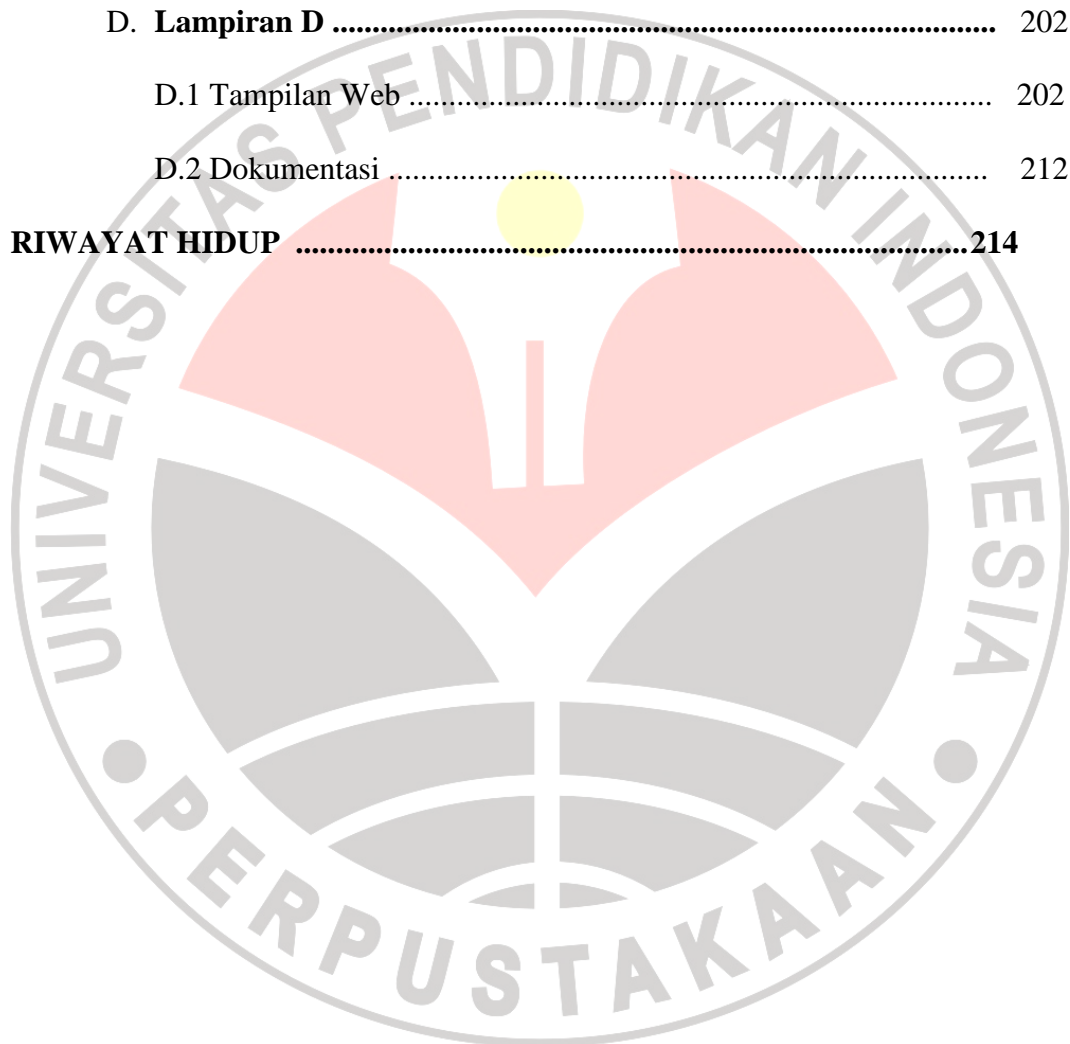 D. Lampiran D .................................................................................... 202
D.1 Tampilan Web ......................................................................... 202
D.2 Dokumentasi ........................................................................... 212
RIWAYAT HIDUP .....................................................................................214
UNIVERSITAS PENDIDIKAN INDONESIA
PERPUSTAKAAN